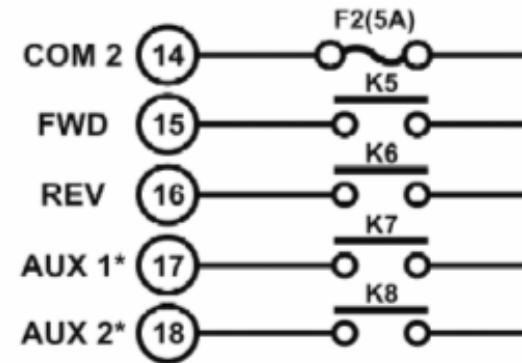 F2(5A)
COM 2 14
K5
FWD 15
K6
REV 16
K7
AUX 1* 17
K8
AUX 2* 18